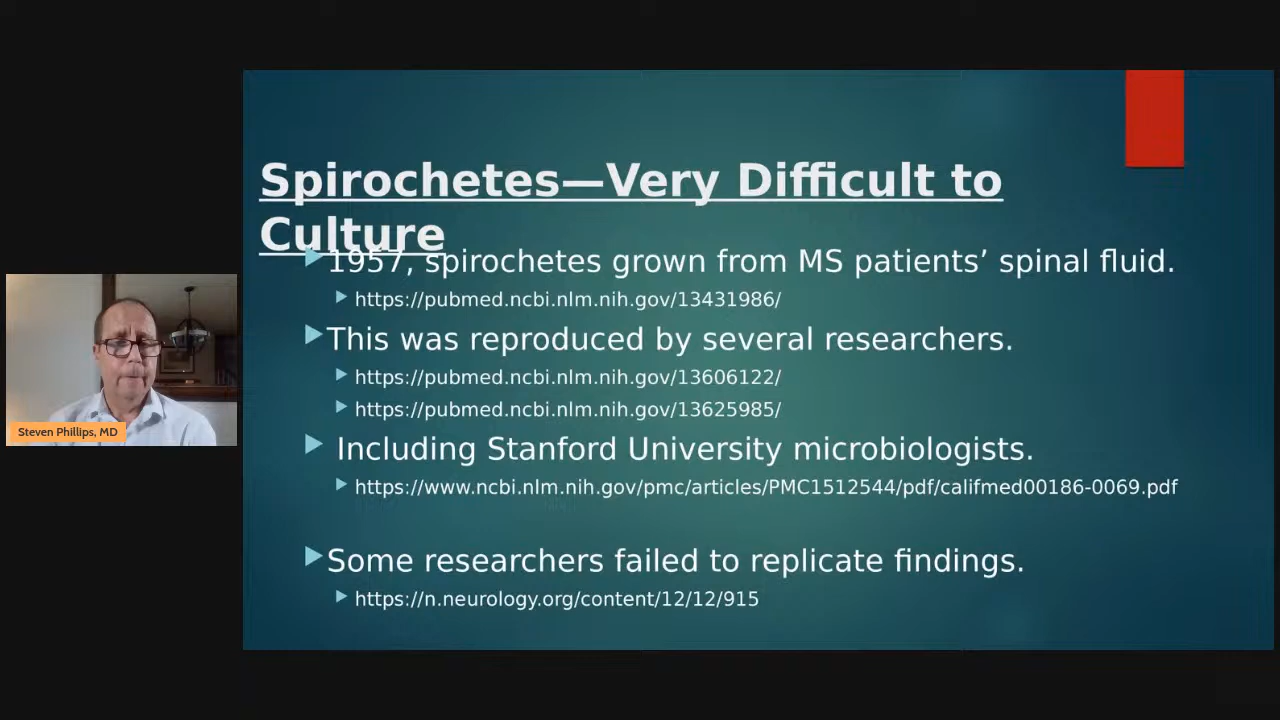 Spirochetes—Very Difficult to
Culture
1957, spirochetes grown from MS patients’ spinal fluid.
https://pubmed.ncbi.nlm.nih.gov/13431986/
This was reproduced by several researchers.
https://pubmed.ncbi.nlm.nih.gov/13606122/
https://pubmed.ncbi.nlm.nih.gov/13625985/
Including Stanford University microbiologists.
https://www.ncbi.nlm.nih.gov/pmc/articles/PMC1512544/pdf/califmed00186-0069.pdf
Some researchers failed to replicate findings.
https://n.neurology.org/content/12/12/915
Steven Phillips, MD